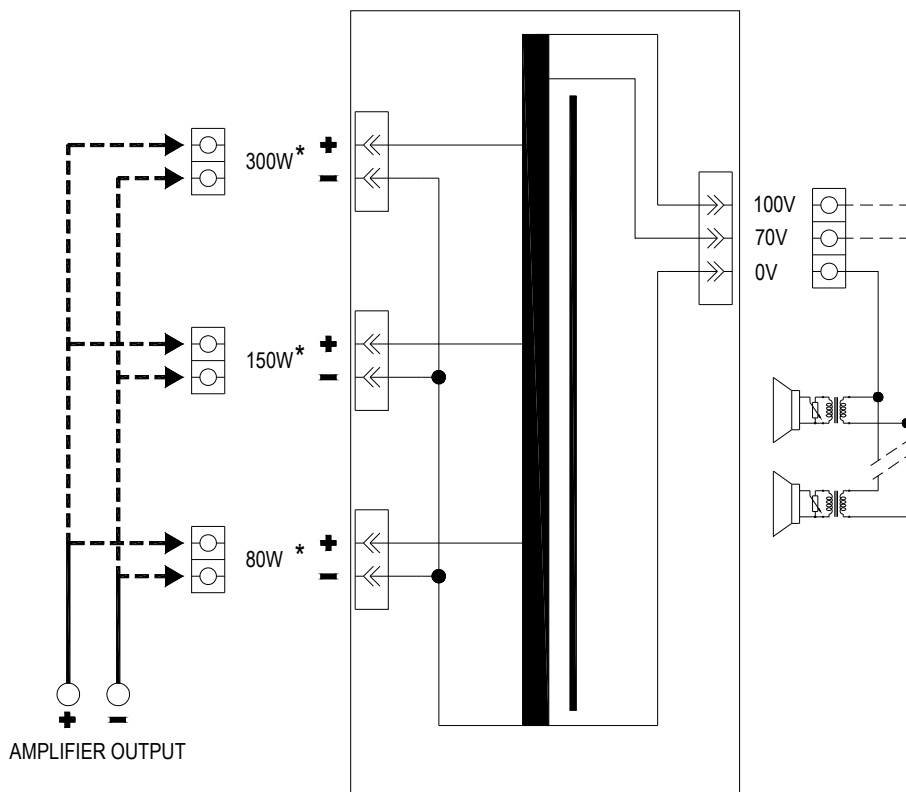 300W* + 
−
150W* +
−
80W * +
−
100V
70V
0V
+ −
AMPLIFIER OUTPUT